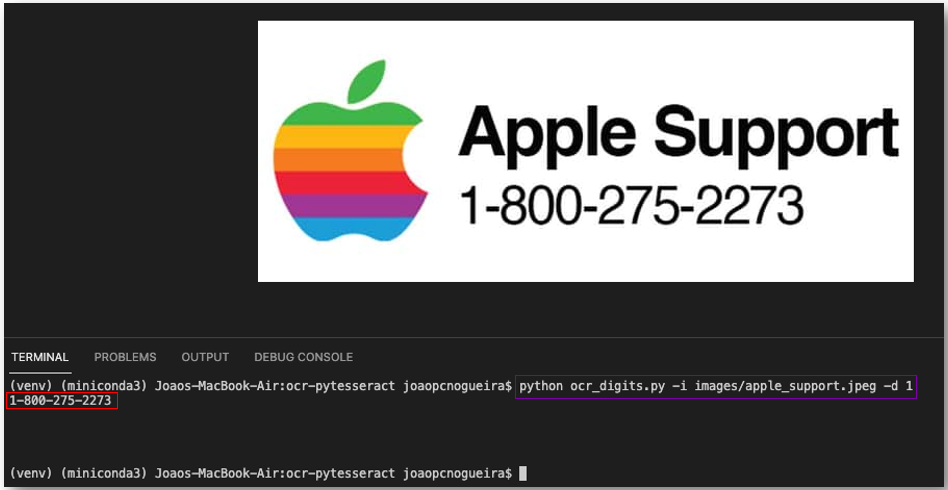 Apple Support
1-800-275-2273
TERMINAL PROBLEMS OUTPUT DEBUG CONSOLE
(venv) (miniconda3) Joaos-MacBook-Air:ocr-pytesseract joaopcnogueira$ python ocr_digits.py -i images/apple_support.jpeg -d 1
1-800-275-2273
(venv) (miniconda3) Joaos-MacBook-Air:ocr-pytesseract joaopcnogueira$